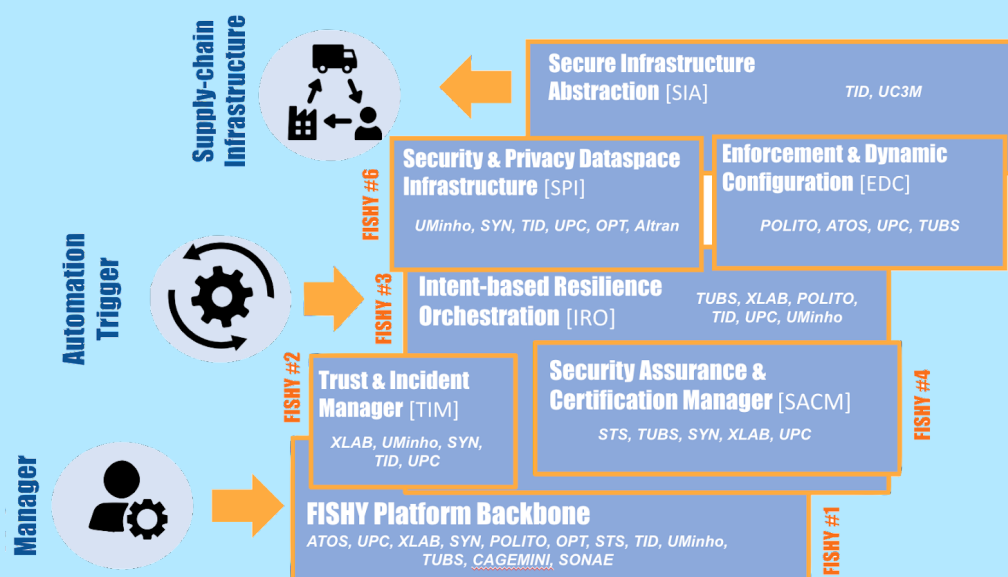 Supply-chain
Infrastructure
Secure Infrastructure
Abstraction [SIA]
TID, UC3M
FISHY #6
Security & Privacy Dataspace
Infrastructure [SPI]
UMinho, SYN, TID, UPC, OPT, Altran
Enforcement & Dynamic
Configuration [EDC]
POLITO, ATOS, UPC, TUBS
Automation
Trigger
FISHY #3
Intent-based Resilience
Orchestration [IRO]
TUBS, XLAB, POLITO,
TID, UPC, UMinho
FISHY #2
Trust & Incident
Manager [TIM]
XLAB, UMinho, SYN,
TID, UPC
Security Assurance &
Certification Manager [SACM]
STS, TUBS, SYN, XLAB, UPC
FISHY #4
Manager
FISHY Platform Backbone
ATOS, UPC, XLAB, SYN, POLITO, OPT, STS, TID, UMinho,
TUBS, CAGEMINI, SONAE
FISHY #1